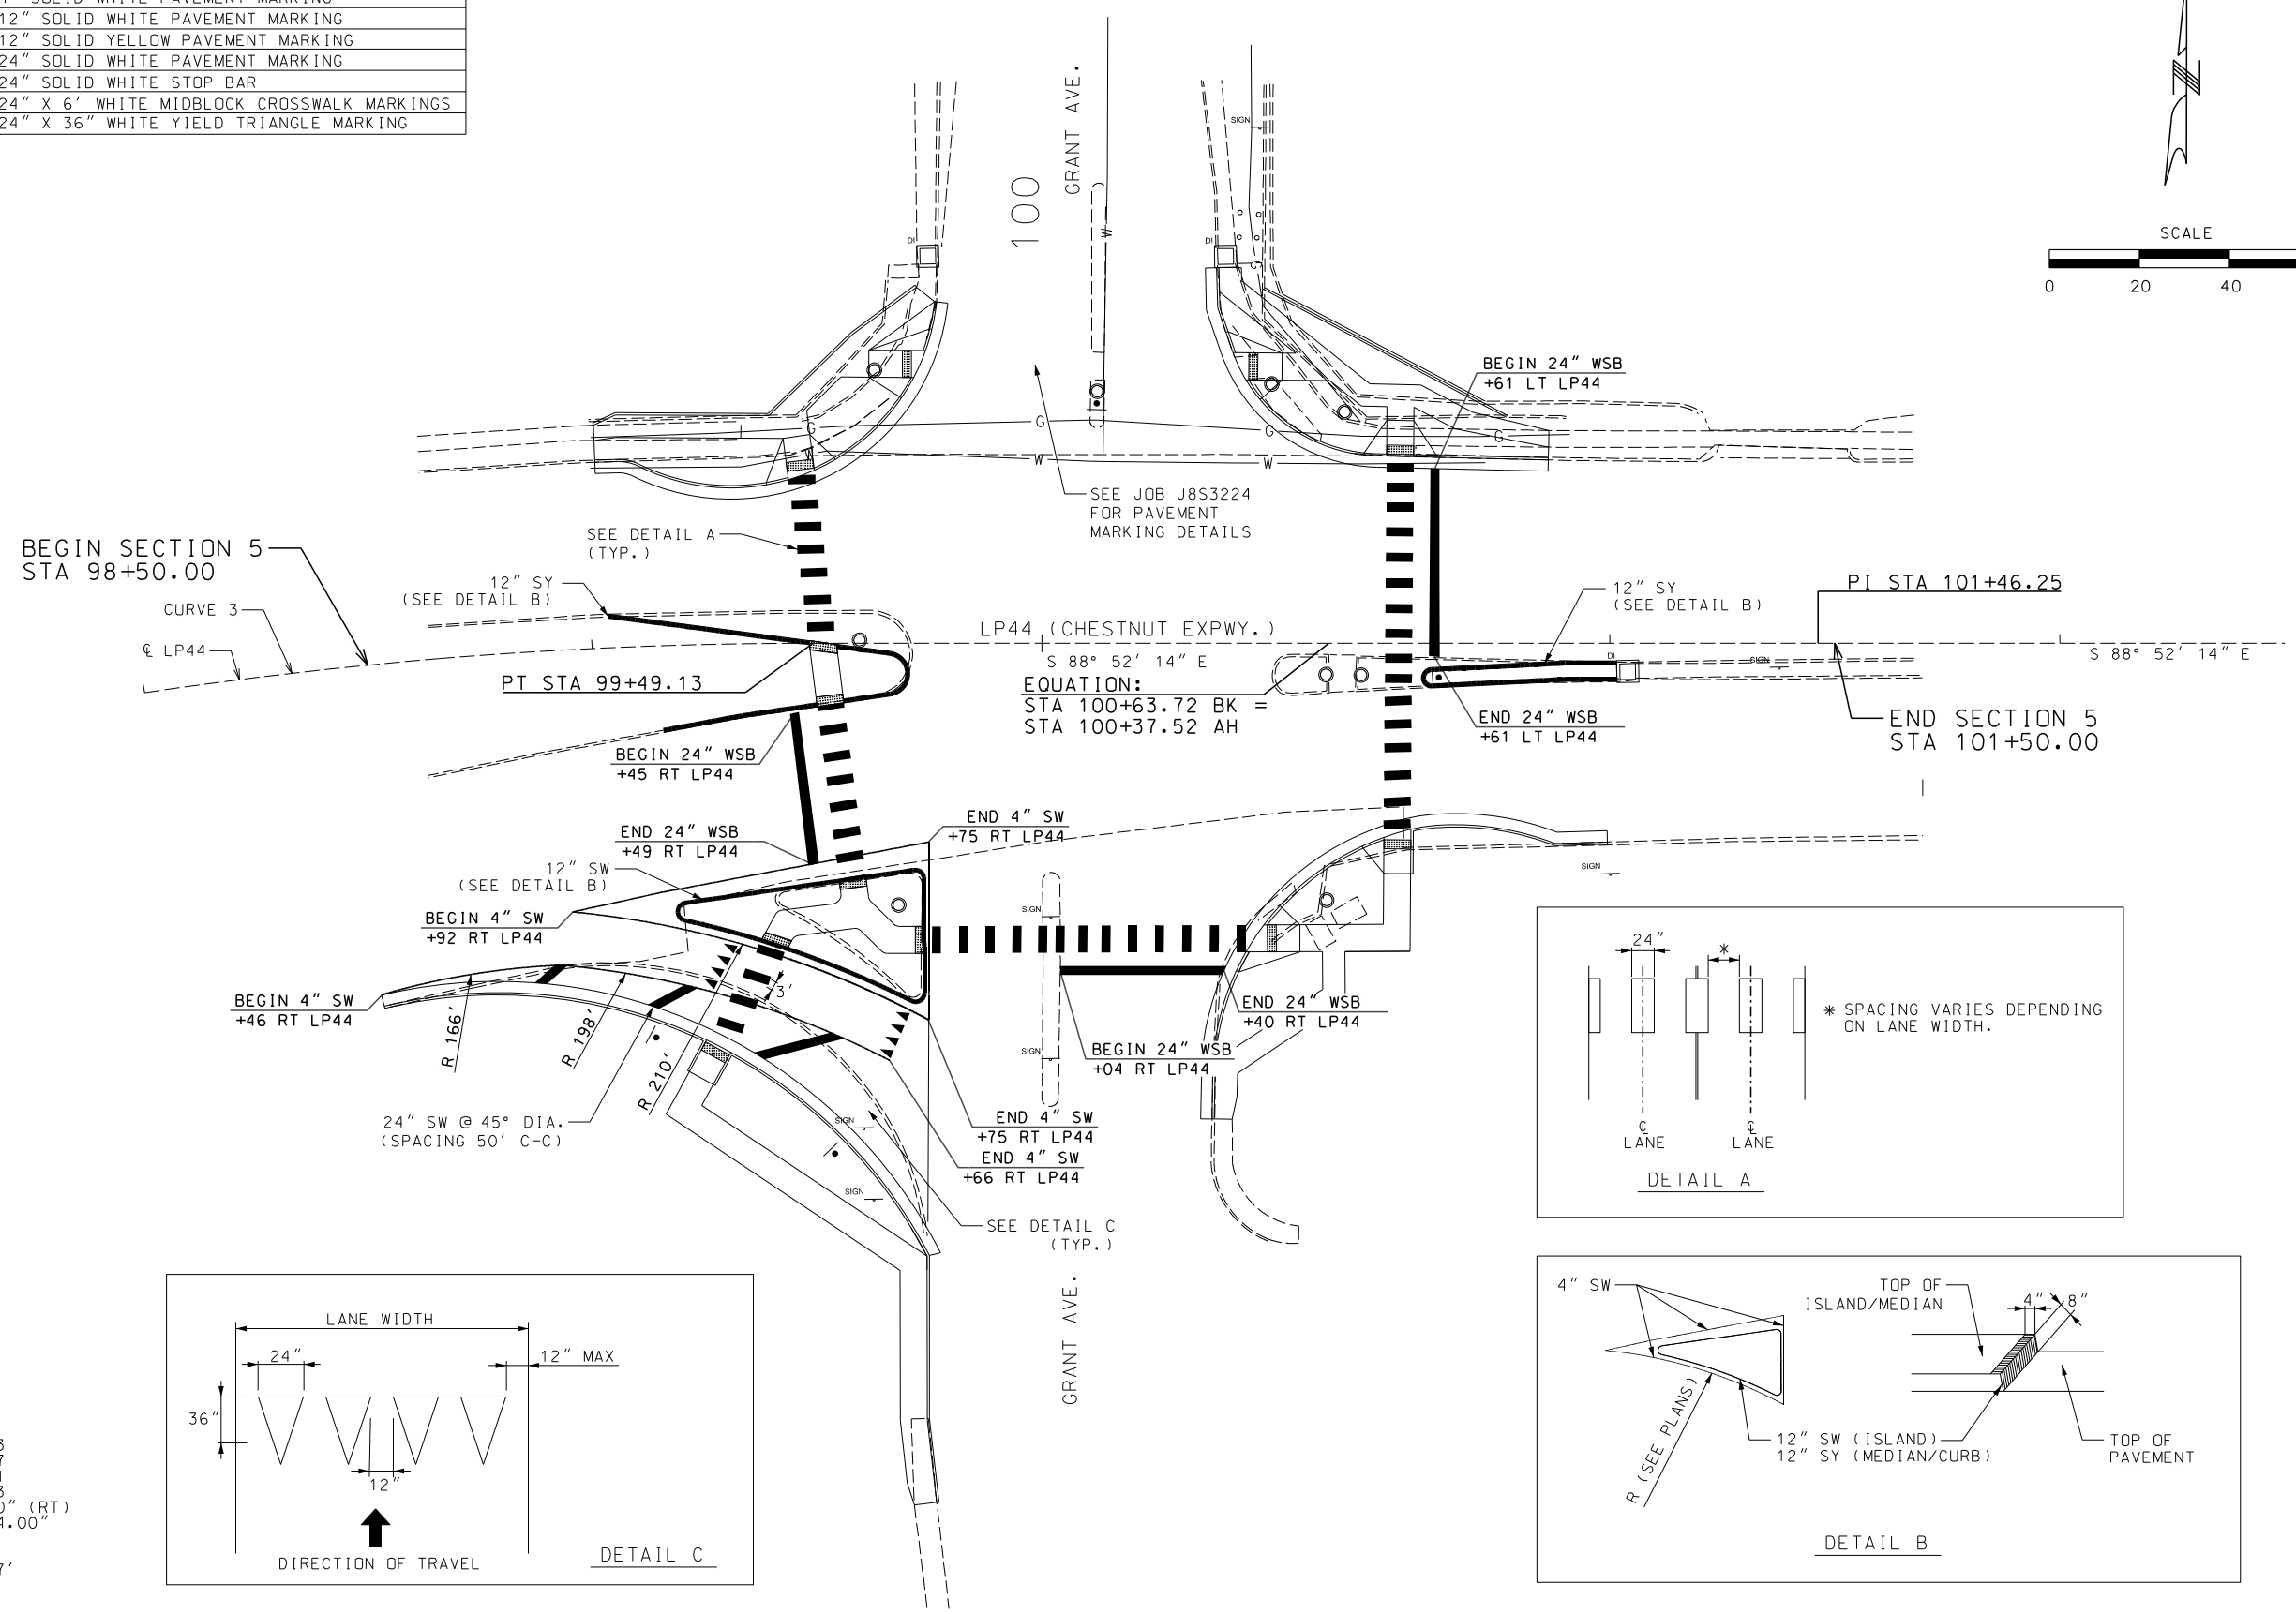 12" SOLID WHITE PAVEMENT MARKING
12" SOLID YELLOW PAVEMENT MARKING
24" SOLID WHITE PAVEMENT MARKING
24" SOLID WHITE STOP BAR
24" X 6' WHITE MIDBLOCK CROSSWALK MARKINGS
24" X 36" WHITE YIELD TRIANGLE MARKING
GRANT AVE.
100
N
SCALE
0 20 40
SIGN
DI
DI
W
G
BEGIN 24" WSB
+61 LT LP44
G
G
G
G
W
W
W
SEE JOB J8S3224
FOR PAVEMENT
MARKING DETAILS
SEE DETAIL A
(TYP.)
BEGIN SECTION 5
STA 98+50.00
12" SY
(SEE DETAIL B)
CURVE 3
℄ LP44
PT STA 99+49.13
LP44 (CHESTNUT EXPWY.)
S 88° 52' 14" E
EQUATION:
STA 100+63.72 BK =
STA 100+37.52 AH
12" SY
(SEE DETAIL B)
PI STA 101+46.25
S 88° 52' 14" E
DI
SIGN
END 24" WSB
+61 LT LP44
END SECTION 5
STA 101+50.00
BEGIN 24" WSB
+45 RT LP44
END 24" WSB
+49 RT LP44
END 4" SW
+75 RT LP44
12" SW
(SEE DETAIL B)
BEGIN 4" SW
+92 RT LP44
BEGIN 4" SW
+46 RT LP44
R 166'
R 198'
R 210'
3'
SIGN
SIGN
SIGN
END 24" WSB
+40 RT LP44
BEGIN 24" WSB
+04 RT LP44
24" SW @ 45° DIA.
(SPACING 50' C-C)
END 4" SW
+75 RT LP44
END 4" SW
+66 RT LP44
SIGN
SIGN
SEE DETAIL C
(TYP.)
GRANT AVE.
24"
*
* SPACING VARIES DEPENDING
ON LANE WIDTH.
℄
LANE
℄
LANE
DETAIL A
4" SW
TOP OF
ISLAND/MEDIAN
4"
8"
R (SEE PLANS)
12" SW (ISLAND)
12" SY (MEDIAN/CURB)
TOP OF
PAVEMENT
DETAIL B
LANE WIDTH
24"
12" MAX
36"
12"
DIRECTION OF TRAVEL
DETAIL C
" (RT)
.00"